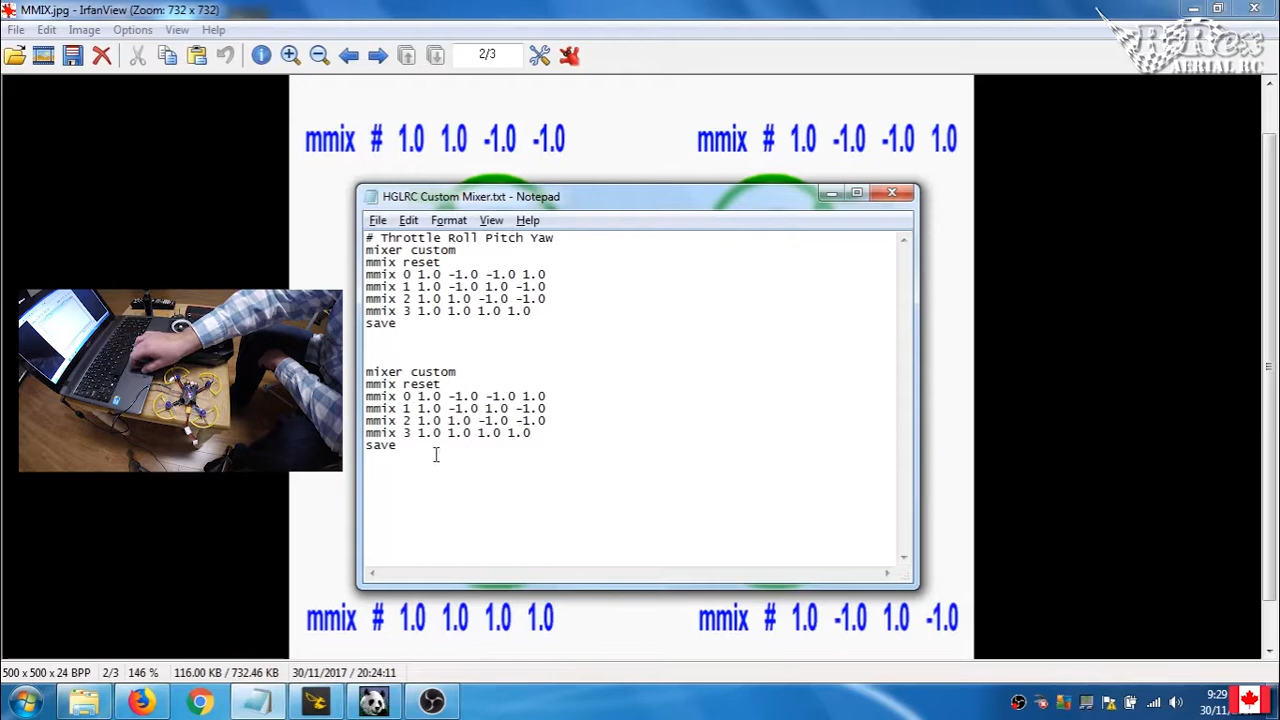 MMIX.jpg - IrfanView (Zoom: 732 x 732)
File Edit Image Options View Help
2/3
RRex
AERIAL RC
mmix # 1.0 1.0 -1.0 -1.0
mmix # 1.0 -1.0 -1.0 1.0
HGLRC Custom Mixer.txt - Notepad
File Edit Format View Help
# Throttle Roll Pitch Yaw
mixer custom
mmix reset
mmix 0 1.0 -1.0 -1.0 1.0
mmix 1 1.0 -1.0 1.0 -1.0
mmix 2 1.0 1.0 -1.0 -1.0
mmix 3 1.0 1.0 1.0 1.0
save
mixer custom
mmix reset
mmix 0 1.0 -1.0 -1.0 1.0
mmix 1 1.0 -1.0 1.0 -1.0
mmix 2 1.0 1.0 -1.0 -1.0
mmix 3 1.0 1.0 1.0 1.0
save
mmix # 1.0 1.0 1.0 1.0
mmix # 1.0 -1.0 1.0 -1.0
500 x 500 x 24 BPP 2/3 146 % 116.00 KB / 732.46 KB 30/11/2017 / 20:24:11
9:29
30/11/